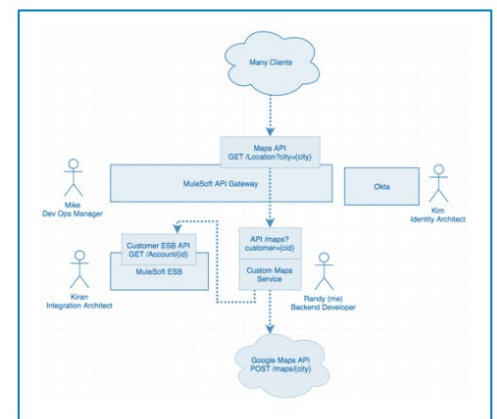 Many Clients
Maps API
GET /Location?city={city}
MuleSoft API Gateway
Okta
Mike
Dev Ops Manager
Kim
Identity Architect
Customer ESB API
GET /Account/{id}
MuleSoft ESB
API /maps?
customer={cid}
Custom Maps
Service
Kiran
Integration Architect
Randy (me)
Backend Developer
Google Maps API
POST /maps/{city}